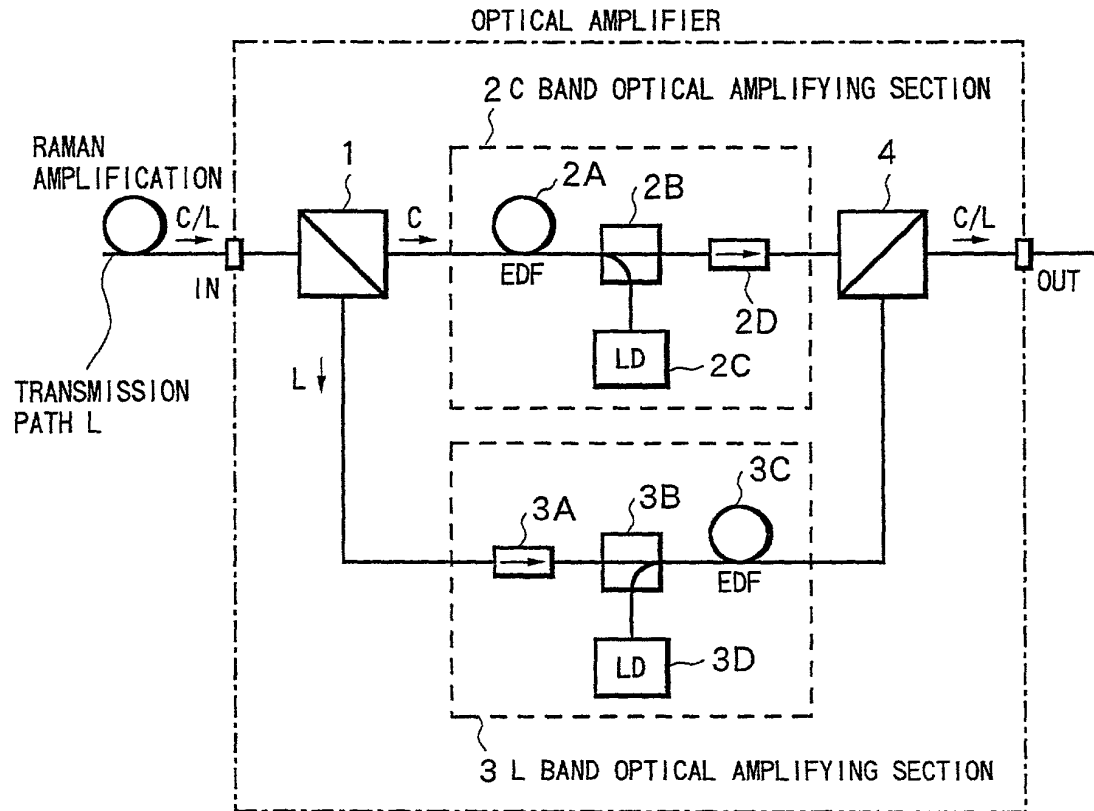 OPTICAL AMPLIFIER
2 C BAND OPTICAL AMPLIFYING SECTION
RAMAN
AMPLIFICATION
1
2A
2B
4
C/L
C
C/L
IN
EDF
2D
OUT
LD
2C
L
TRANSMISSION
PATH L
3A
3B
3C
EDF
LD
3D
3 L BAND OPTICAL AMPLIFYING SECTION